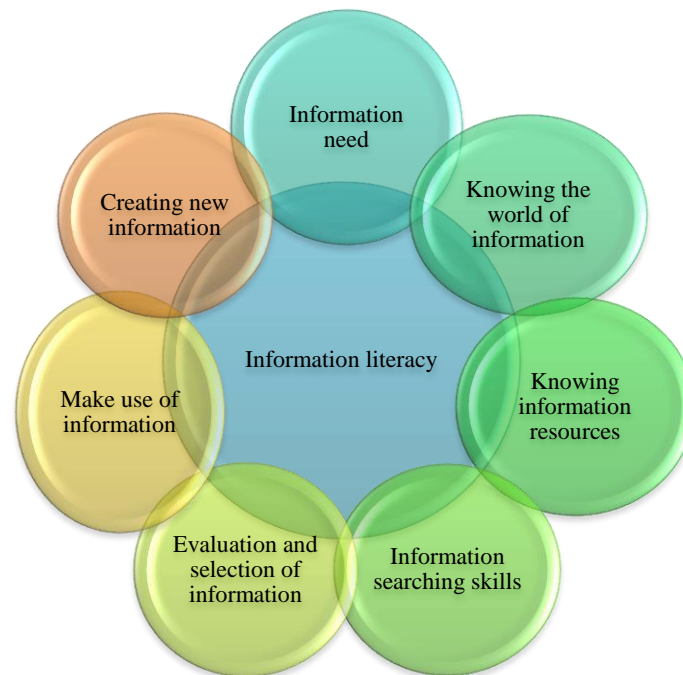 Information
need
Knowing the
world of
information
Knowing
information
resources
Information
searching skills
Evaluation and
selection of
information
Make use of
information
Creating new
information
Information literacy